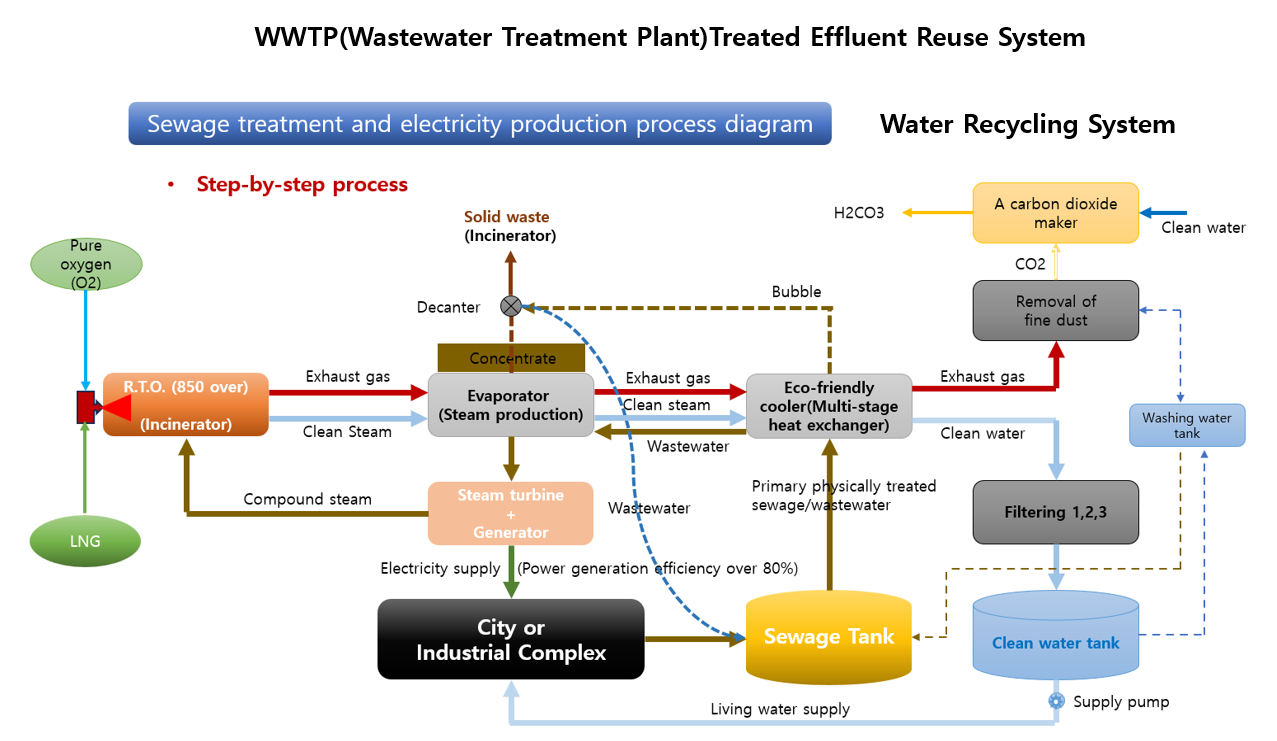 WWTP(Wastewater Treatment Plant)Treated Effluent Reuse System
Sewage treatment and electricity production process diagram
Water Recycling System
• Step-by-step process
Solid waste
(Incinerator)
H2CO3
A carbon dioxide
maker
Clean water
Pure
oxygen
(O2)
CO2
Decanter
Bubble
Removal of
fine dust
Concentrate
R.T.O. (850 over)
(Incinerator)
Exhaust gas
Clean Steam
Evaporator
(Steam production)
Exhaust gas
Clean steam
Wastewater
Eco-friendly
cooler(Multi-stage
heat exchanger)
Exhaust gas
Clean water
Washing water
tank
Compound steam
Steam turbine
+
Generator
Wastewater
Primary physically treated
sewage/wastewater
Filtering 1,2,3
LNG
Electricity supply
(Power generation efficiency over 80%)
City or
Industrial Complex
Sewage Tank
Clean water tank
Living water supply
Supply pump